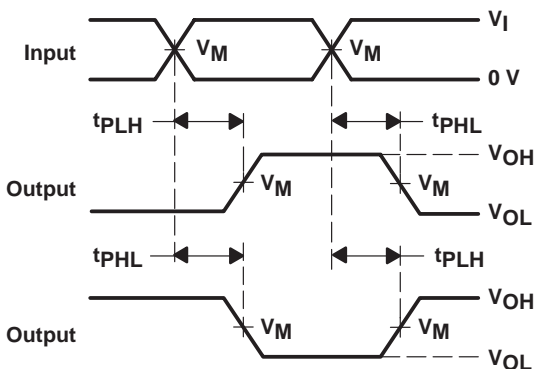 VI
Input VM VM
0 V
tPLH tPHL
VOH
Output VM VM
VOL
tPHL tPLH
VOH
Output VM VM
VOL